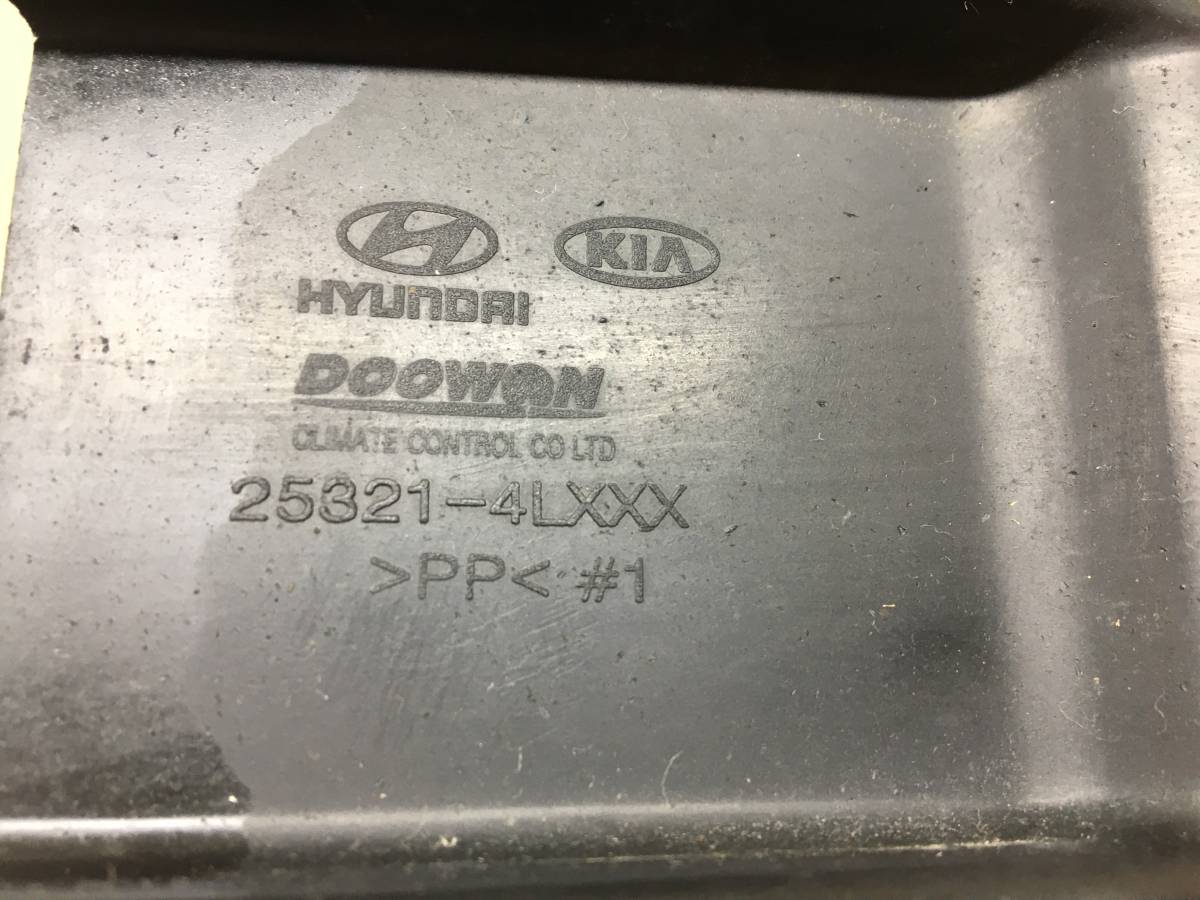 KIA
HYUNDAI
DOOWON
CLIMATE CONTROL CO LTD
25321-4LXXX
>PP< #1